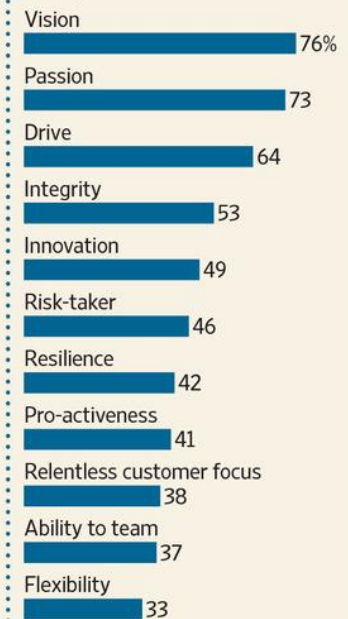 Vision
76%
Passion
73
Drive
64
Integrity
53
Innovation
49
Risk-taker
46
Resilience
42
Pro-activeness
41
Relentless customer focus
38
Ability to team
37
Flexibility
33